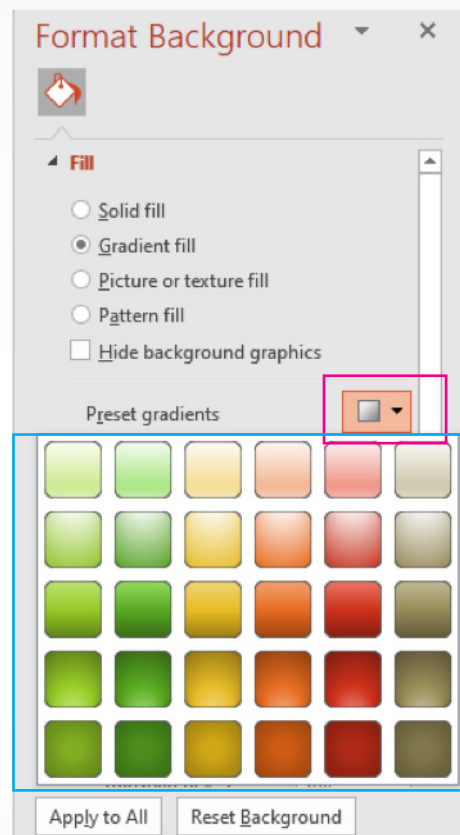 Format Background
Fill
Solid fill
Gradient fill
Picture or texture fill
Pattern fill
Hide background graphics
Preset gradients
Apply to All
Reset Background